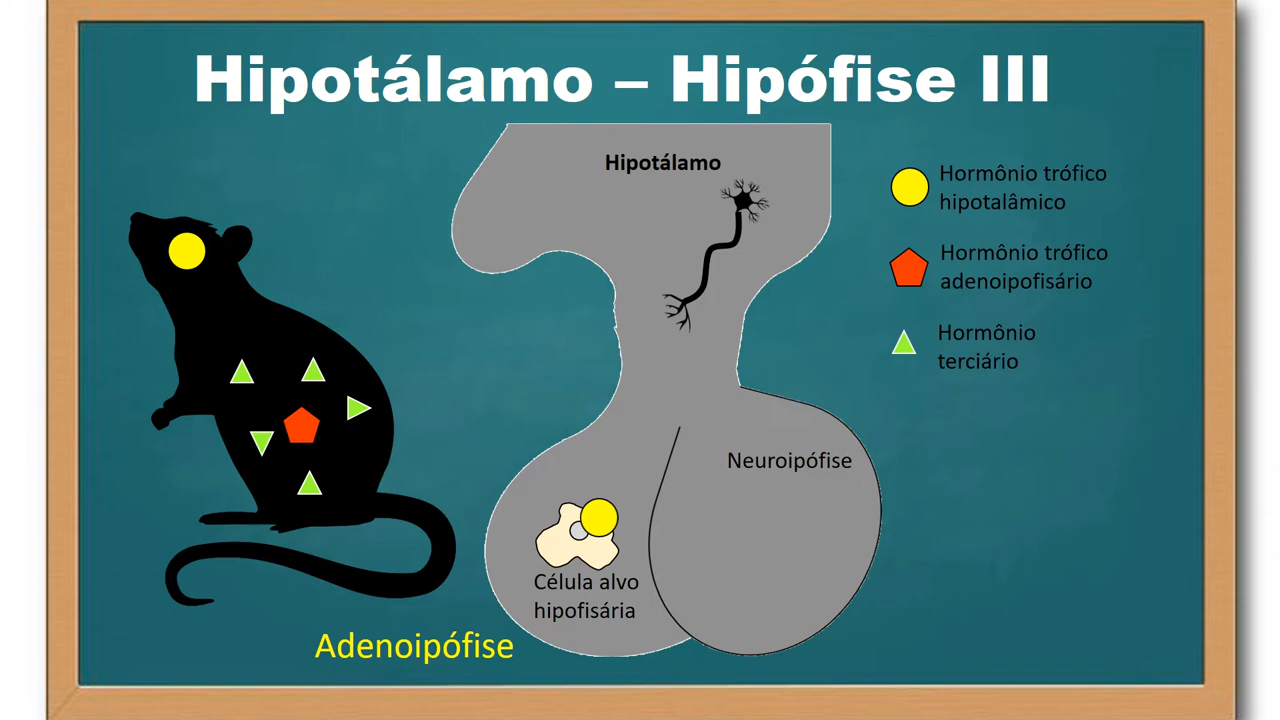 Hipotálamo – Hipófise III
Hipotálamo
Hormônio trófico
hipotalâmico
Hormônio trófico
adenoipofisário
Hormônio
terciário
Neuroipófise
Célula alvo
hipofisária
Adenoipófise